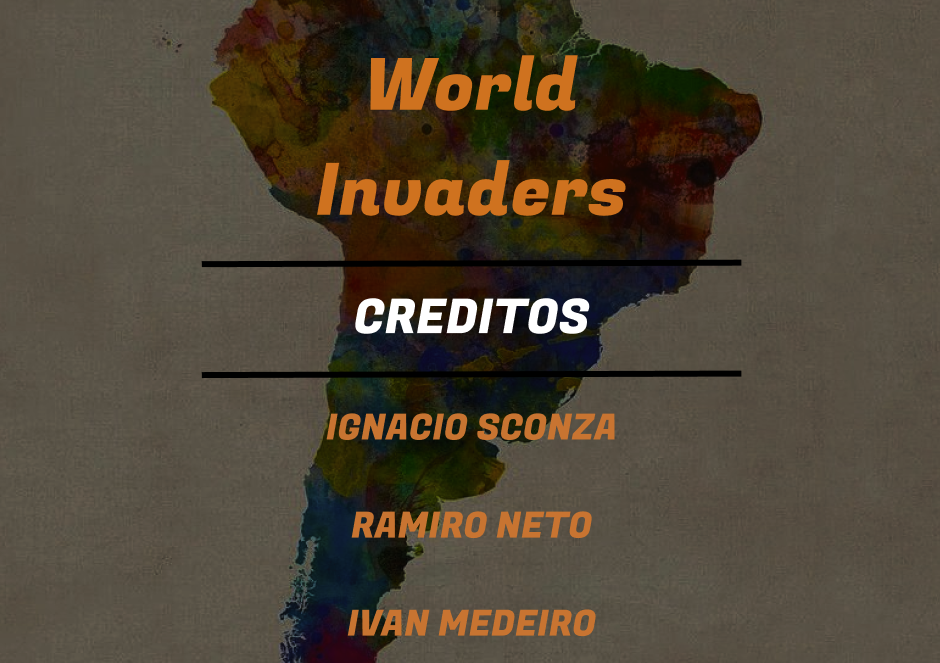 World
Invaders
CREDITOS
IGNACIO SCONZA
RAMIRO NETO
IVAN MEDEIRO